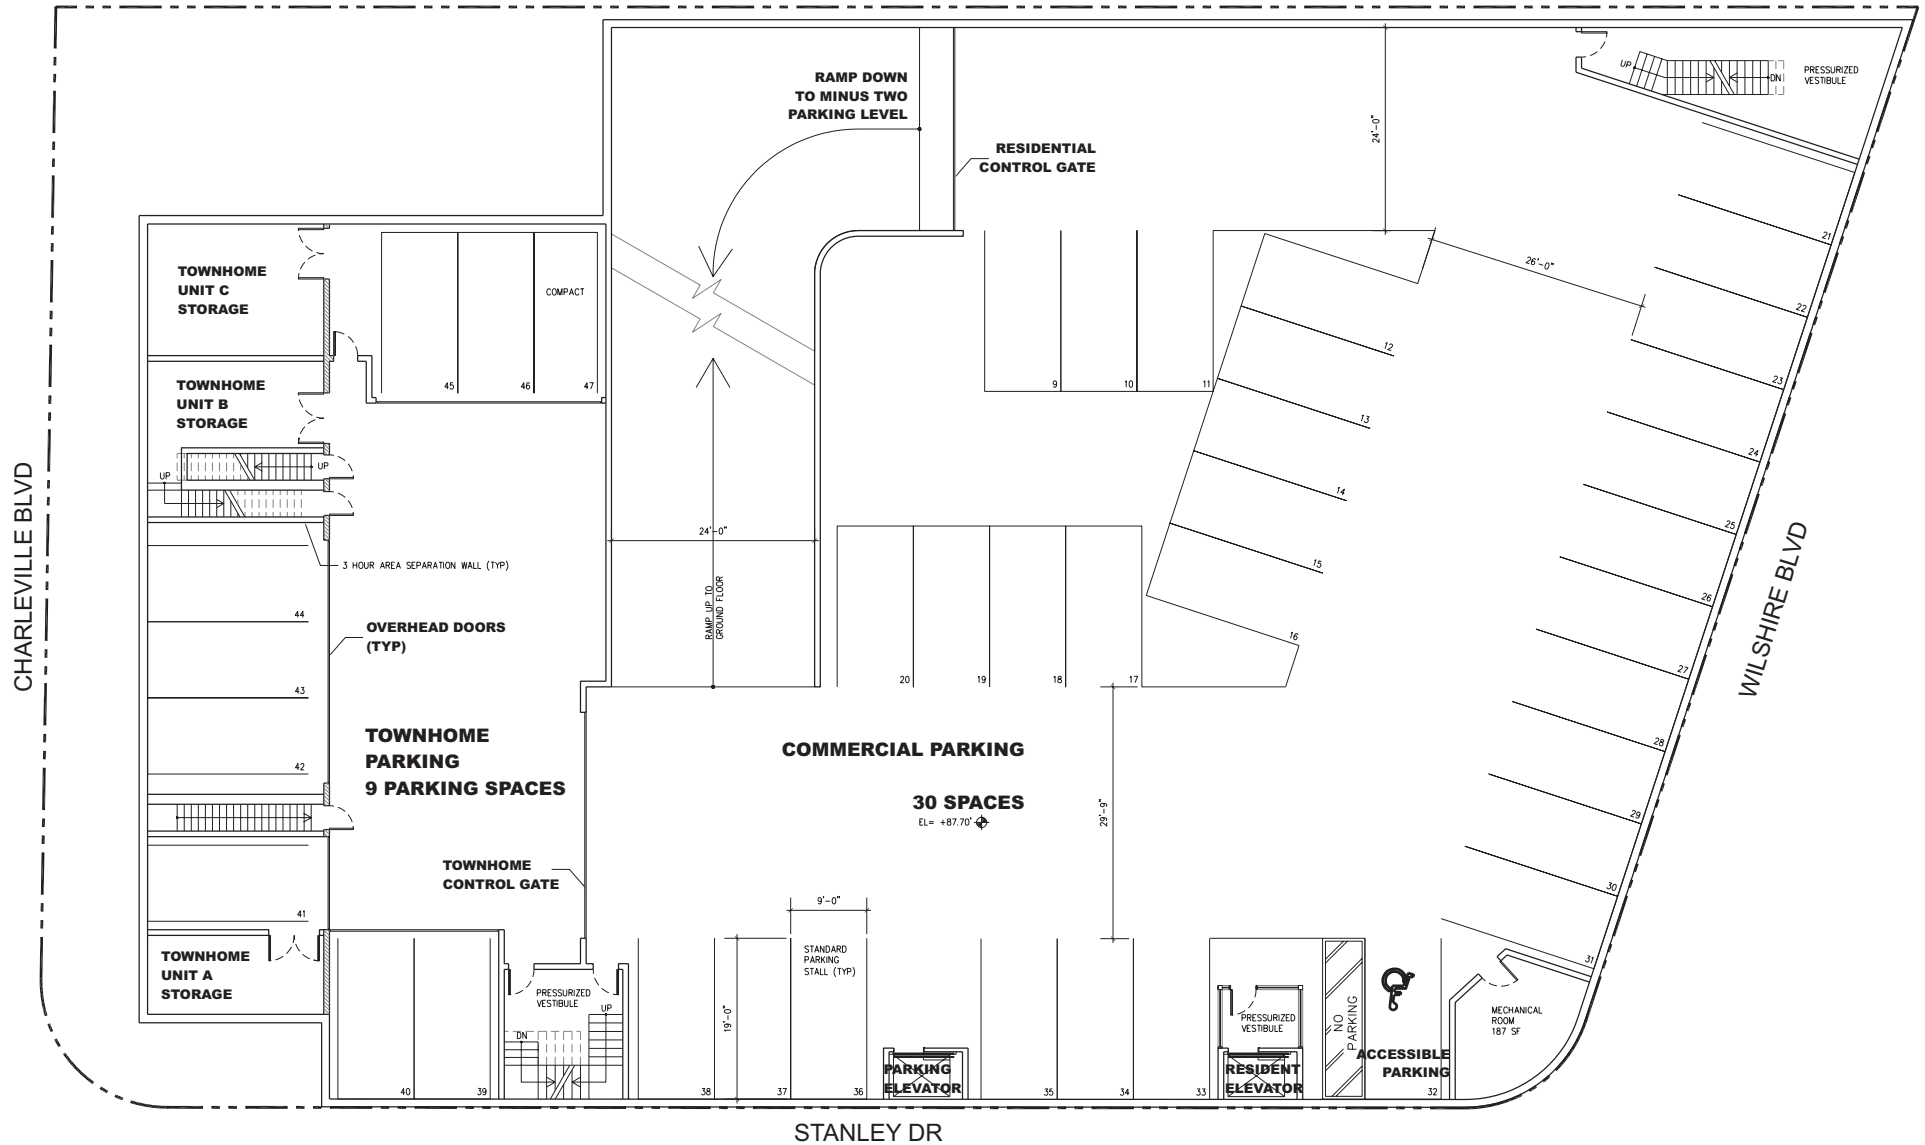 RAMP DOWN
TO MINUS TWO
PARKING LEVEL
RESIDENTIAL
CONTROL GATE
24'-0"
UP
DN
PRESSURIZED
VESTIBULE
TOWNHOME
UNIT C
STORAGE
COMPACT
45
46
47
TOWNHOME
UNIT B
STORAGE
UP
UP
9
10
11
26'-0"
12
13
14
15
16
21
22
23
24
25
26
27
28
29
30
31
CHARLEVILLE BLVD
WILSHIRE BLVD
3 HOUR AREA SEPARATION WALL (TYP)
24'-0"
RAMP UP TO
GROUND FLOOR
OVERHEAD DOORS
(TYP)
44
43
42
41
20
19
18
17
TOWNHOME
PARKING
9 PARKING SPACES
COMMERCIAL PARKING
30 SPACES
EL= +87.70'
29'-9"
TOWNHOME
CONTROL GATE
9'-0"
STANDARD
PARKING
STALL (TYP)
19'-0"
TOWNHOME
UNIT A
STORAGE
PRESSURIZED
VESTIBULE
UP
DN
40
39
38
37
36
PARKING
ELEVATOR
35
34
33
PRESSURIZED
VESTIBULE
RESIDENT
ELEVATOR
NO
PARKING
ACCESSIBLE
PARKING
32
MECHANICAL
ROOM
187 SF
STANLEY DR